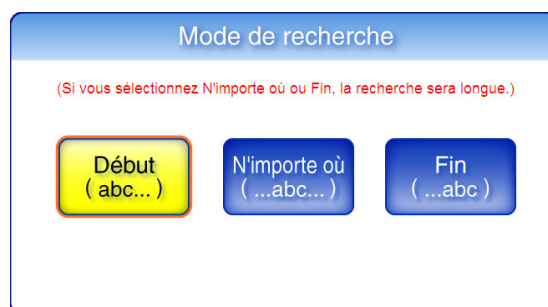 Mode de recherche
(Si vous sélectionnez N'importe où ou Fin, la recherche sera longue.)
Début
( abc... )
N'importe où
( ...abc... )
Fin
( ...abc )